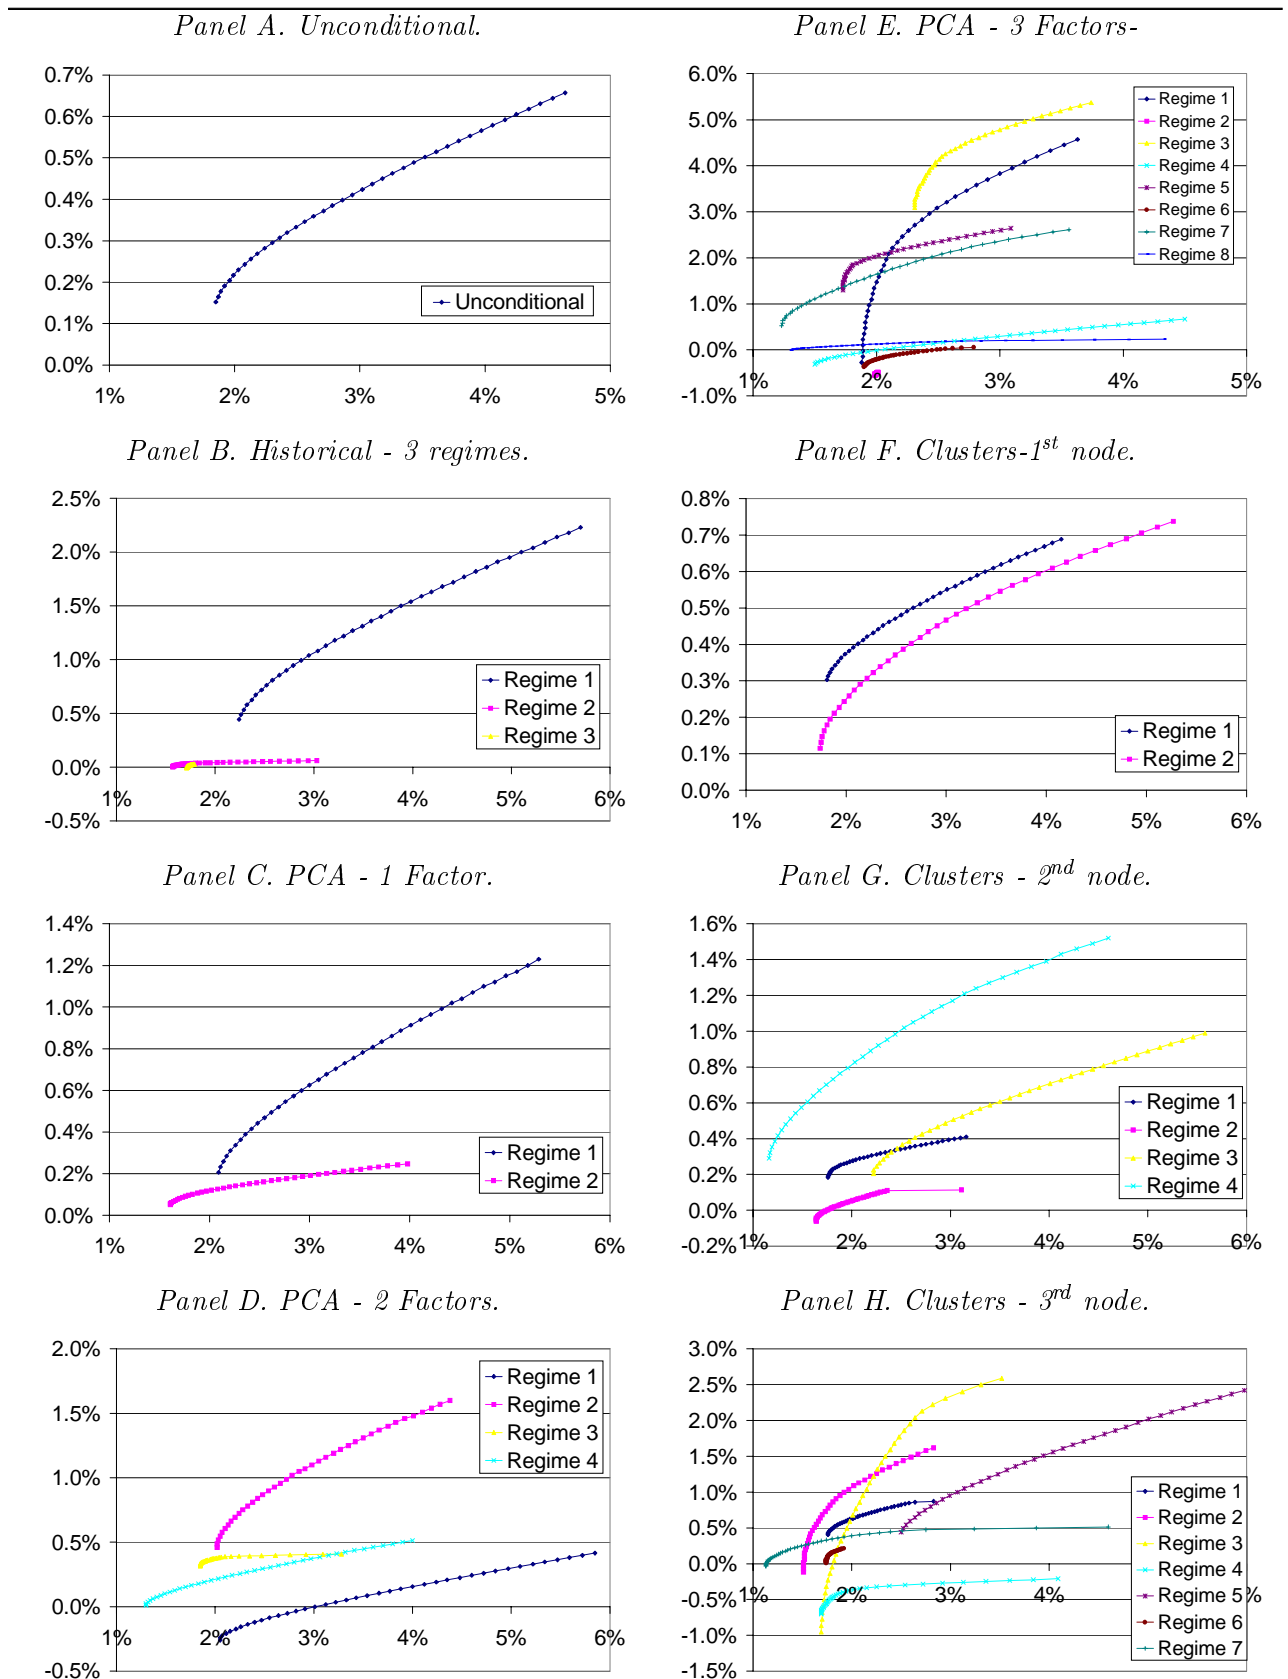 Panel A. Unconditional.
0.7%
0.6%
0.5%
0.4%
0.3%
0.2%
0.1%
0.0%
1%
2%
3%
4%
5%
Unconditional
Panel E. PCA - 3 Factors-
6.0%
5.0%
4.0%
3.0%
2.0%
1.0%
0.0%
-1.0%
1%
2%
3%
4%
5%
Regime 1
Regime 2
Regime 3
Regime 4
Regime 5
Regime 6
Regime 7
Regime 8
Panel B. Historical - 3 regimes.
2.5%
2.0%
1.5%
1.0%
0.5%
0.0%
-0.5%
1%
2%
3%
4%
5%
6%
Regime 1
Regime 2
Regime 3
Panel F. Clusters-1st node.
0.8%
0.7%
0.6%
0.5%
0.4%
0.3%
0.2%
0.1%
0.0%
1%
2%
3%
4%
5%
6%
Regime 1
Regime 2
Panel C. PCA - 1 Factor.
1.4%
1.2%
1.0%
0.8%
0.6%
0.4%
0.2%
0.0%
1%
2%
3%
4%
5%
6%
Regime 1
Regime 2
Panel G. Clusters - 2nd node.
1.6%
1.4%
1.2%
1.0%
0.8%
0.6%
0.4%
0.2%
0.0%
-0.2%
1%
2%
3%
4%
5%
6%
Regime 1
Regime 2
Regime 3
Regime 4
Panel D. PCA - 2 Factors.
2.0%
1.5%
1.0%
0.5%
0.0%
-0.5%
1%
2%
3%
4%
5%
6%
Regime 1
Regime 2
Regime 3
Regime 4
Panel H. Clusters - 3rd node.
3.0%
2.5%
2.0%
1.5%
1.0%
0.5%
0.0%
-0.5%
-1.0%
-1.5%
1%
2%
3%
4%
5%
6%
Regime 1
Regime 2
Regime 3
Regime 4
Regime 5
Regime 6
Regime 7